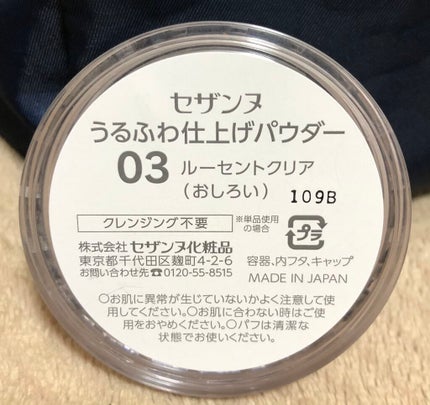 セザンヌ
うるふわ仕上げパウダー
03 ルーセントクリア
(おしろい) 109B
クレンジング不要 ※単品使用の場合
プラ
株式会社セザンヌ化粧品
東京都千代田区麹町4-2-6
お問い合わせ先☎0120-55-8515
容器、内フタ、キャップ
MADE IN JAPAN
○お肌に異常が生じていないかよく注意して使
用してください。○お肌に合わない時はご使
用をおやめください。○パフは清潔な
状態でお使いください。